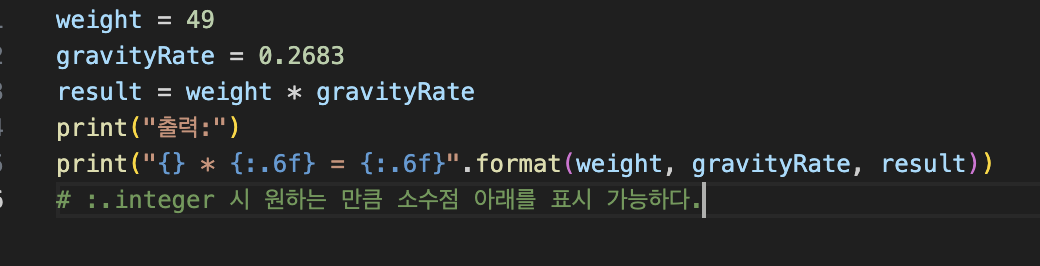 weight = 49
gravityRate = 0.2683
result = weight * gravityRate
print("출력:")
print("{} * {:.6f} = {:.6f}".format(weight, gravityRate, result))
# :.integer 시 원하는 만큼 소수점 아래를 표시 가능하다.